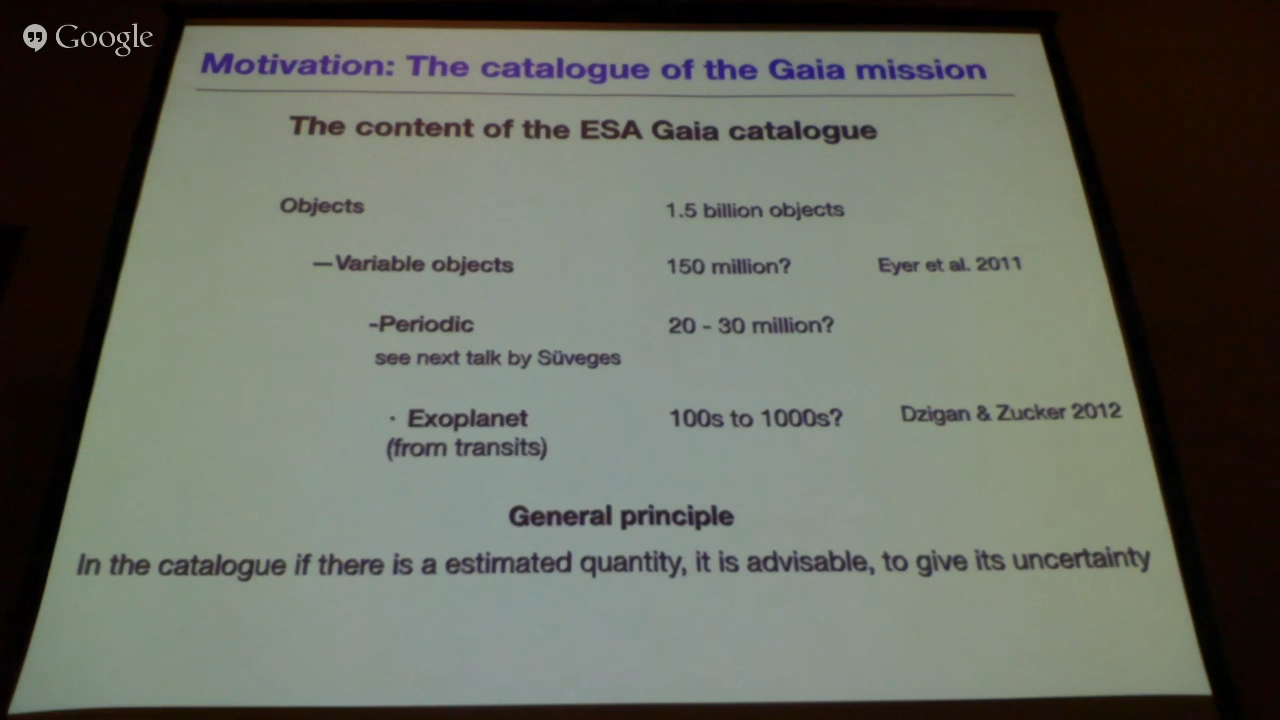 Google
Motivation: The catalogue of the Gaia mission
The content of the ESA Gaia catalogue
Objects 1.5 billion objects
—Variable objects 150 million? Eyer et al. 2011
-Periodic 20 - 30 million?
see next talk by Süveges
· Exoplanet 100s to 1000s? Dzigan & Zucker 2012
(from transits)
General principle
In the catalogue if there is a estimated quantity, it is advisable, to give its uncertainty